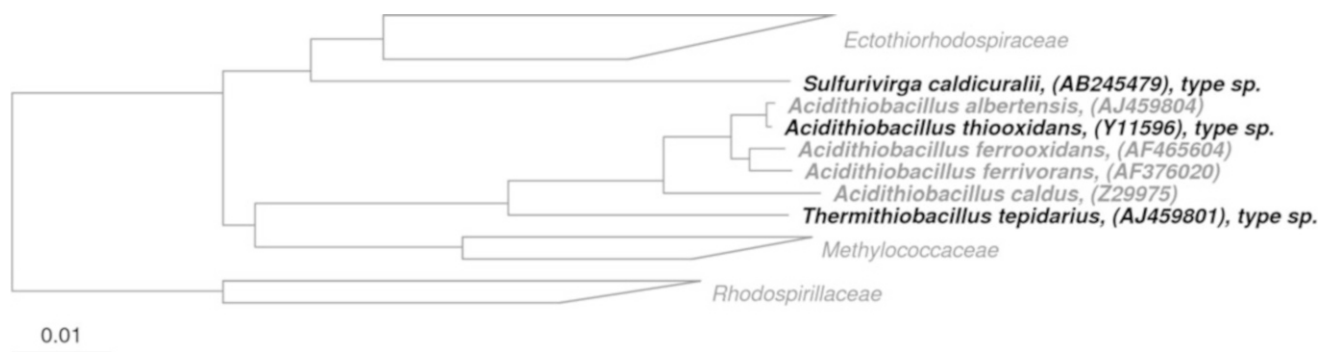 Ectothiorhodospiraceae
Sulfurivirga caldicuralii, (AB245479), type sp.
Acidithiobacillus albertensis, (AJ459804)
Acidithiobacillus thiooxidans, (Y11596), type sp.
Acidithiobacillus ferrooxidans, (AF465604)
Acidithiobacillus ferrivorans, (AF376020)
Acidithiobacillus caldus, (Z29975)
Thermithiobacillus tepidarius, (AJ459801), type sp.
Methylococcaceae
Rhodospirillaceae
0.01